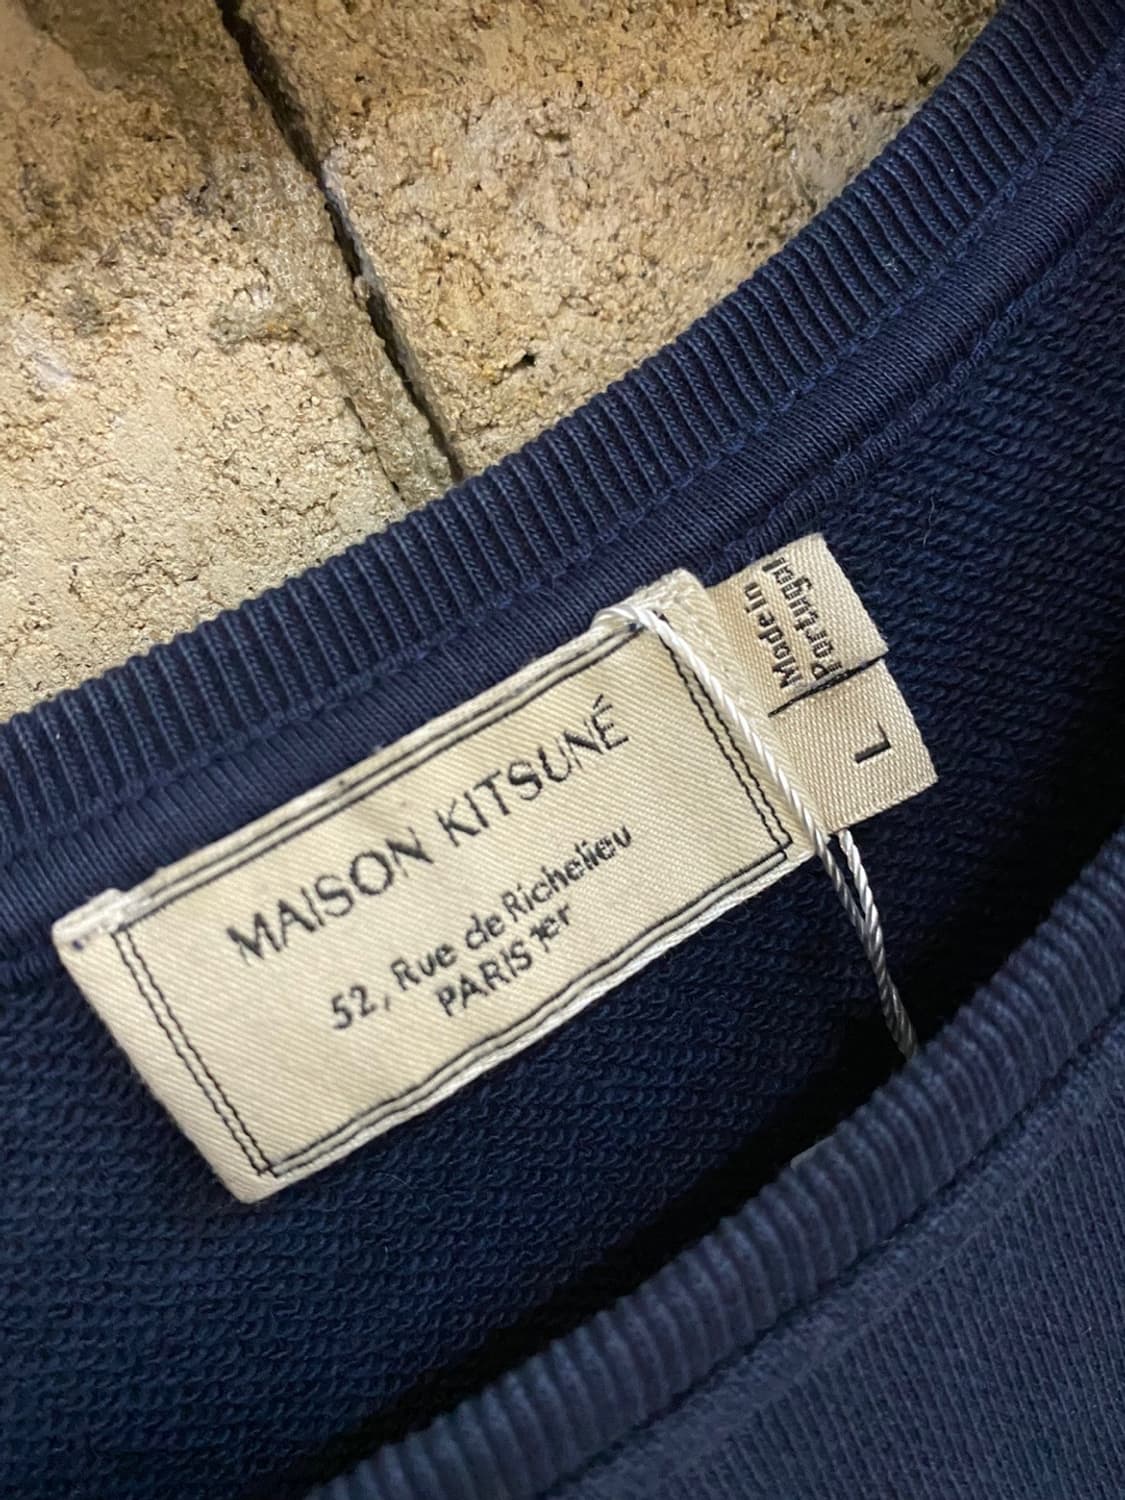 MAISON KITSUNÉ
52, Rue de Richelieu
PARIS 1er
Made in
Portugal
L